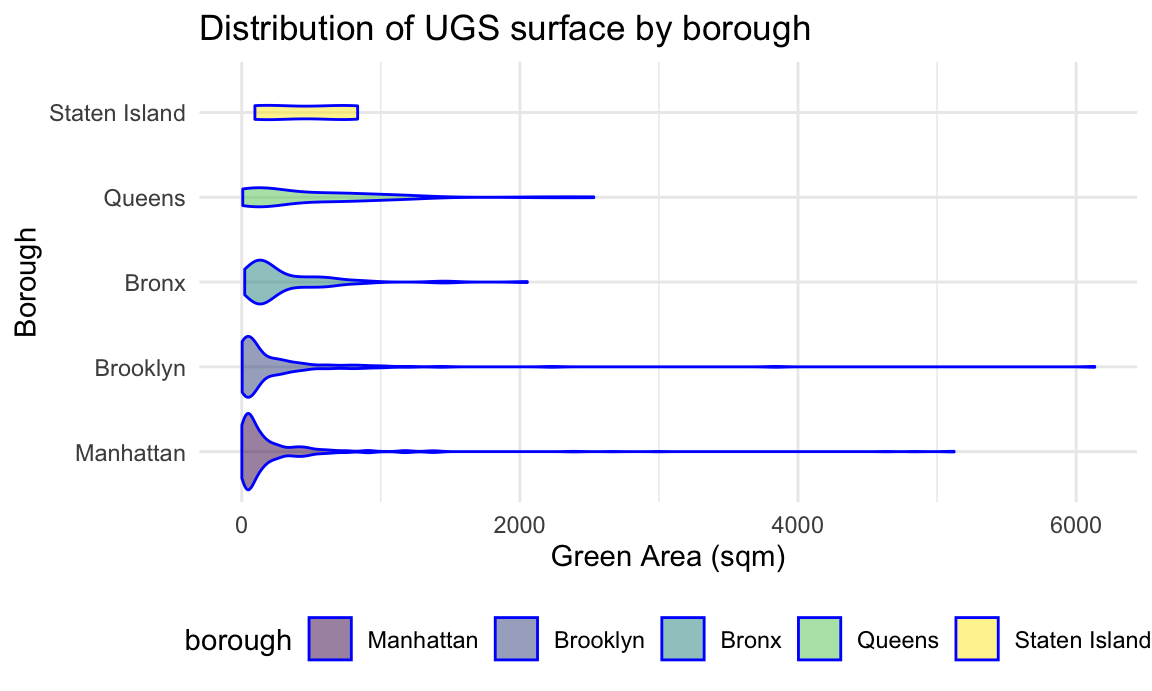 Distribution of UGS surface by borough
Staten Island
Queens
Bronx
Brooklyn
Manhattan
Borough
0 2000 4000 6000
Green Area (sqm)
borough Manhattan Brooklyn Bronx Queens Staten Island